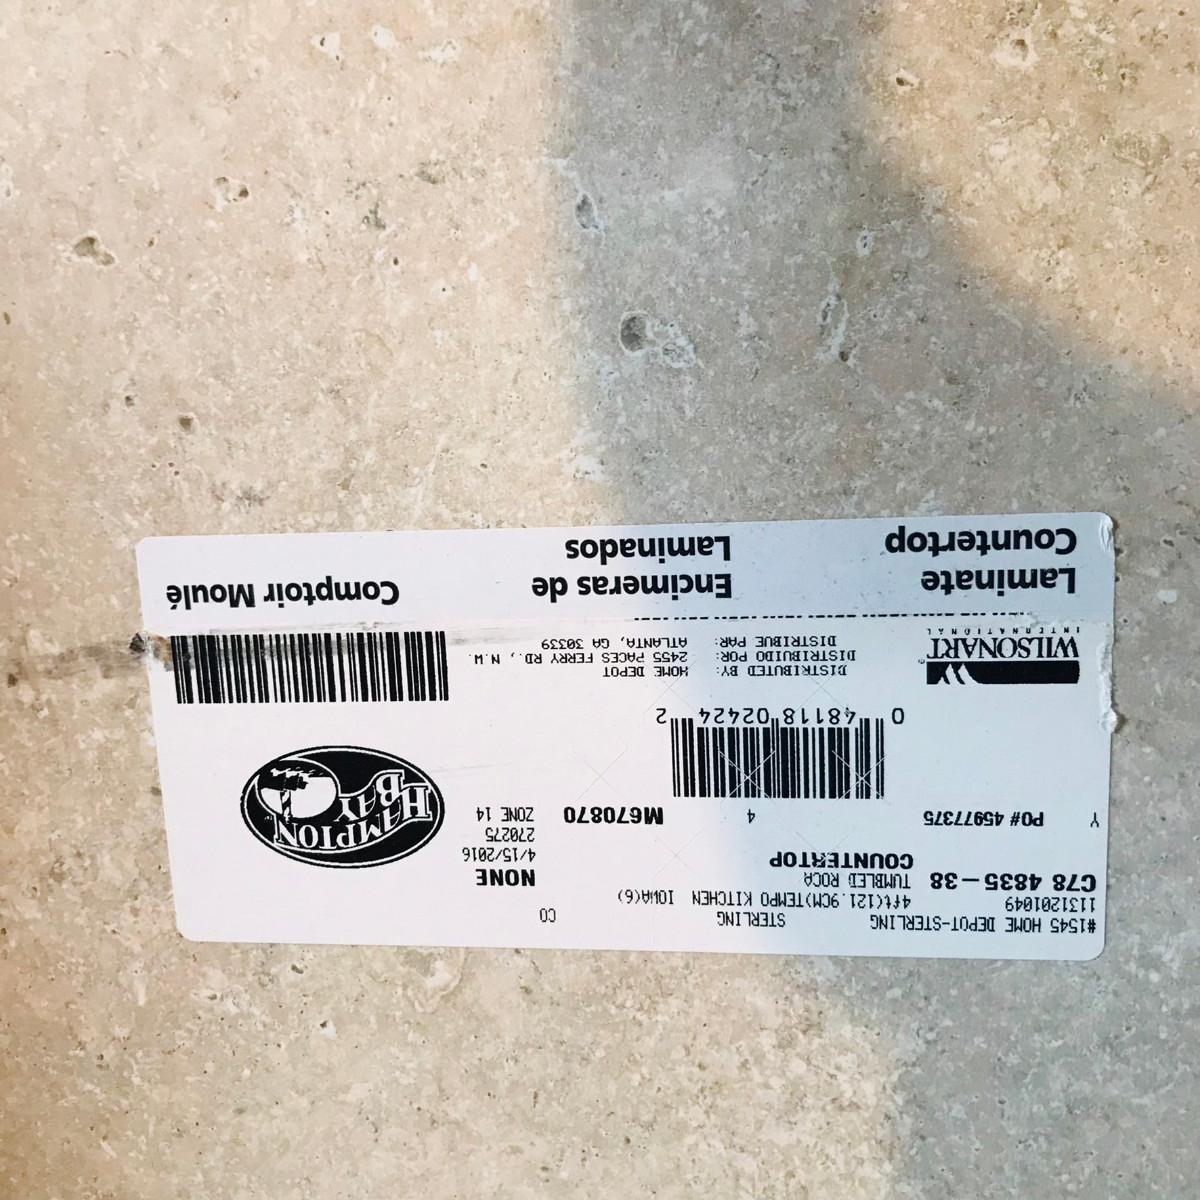 #1545 HOME DEPOT-STERLING STERLING CO
1131201049 4ft(121.9CM)TEMPO KITCHEN IOWA(6)
C78 4835-38 TUMBLED ROCA NONE
COUNTERTOP 4/15/2016
270275
Y PO# 45977375 4 M670870 ZONE 14
HAMPTON
BAY
0 48118 02424 2
WILSONART®
INTERNATIONAL
DISTRIBUTED BY: HOME DEPOT
DISTRIBUIDO POR: 2455 PACES FERRY RD., N.W.
DISTRIBUE PAR: ATLANTA, GA 30339
Laminate
Countertop
Encimeras de
Laminados
Comptoir Moulé